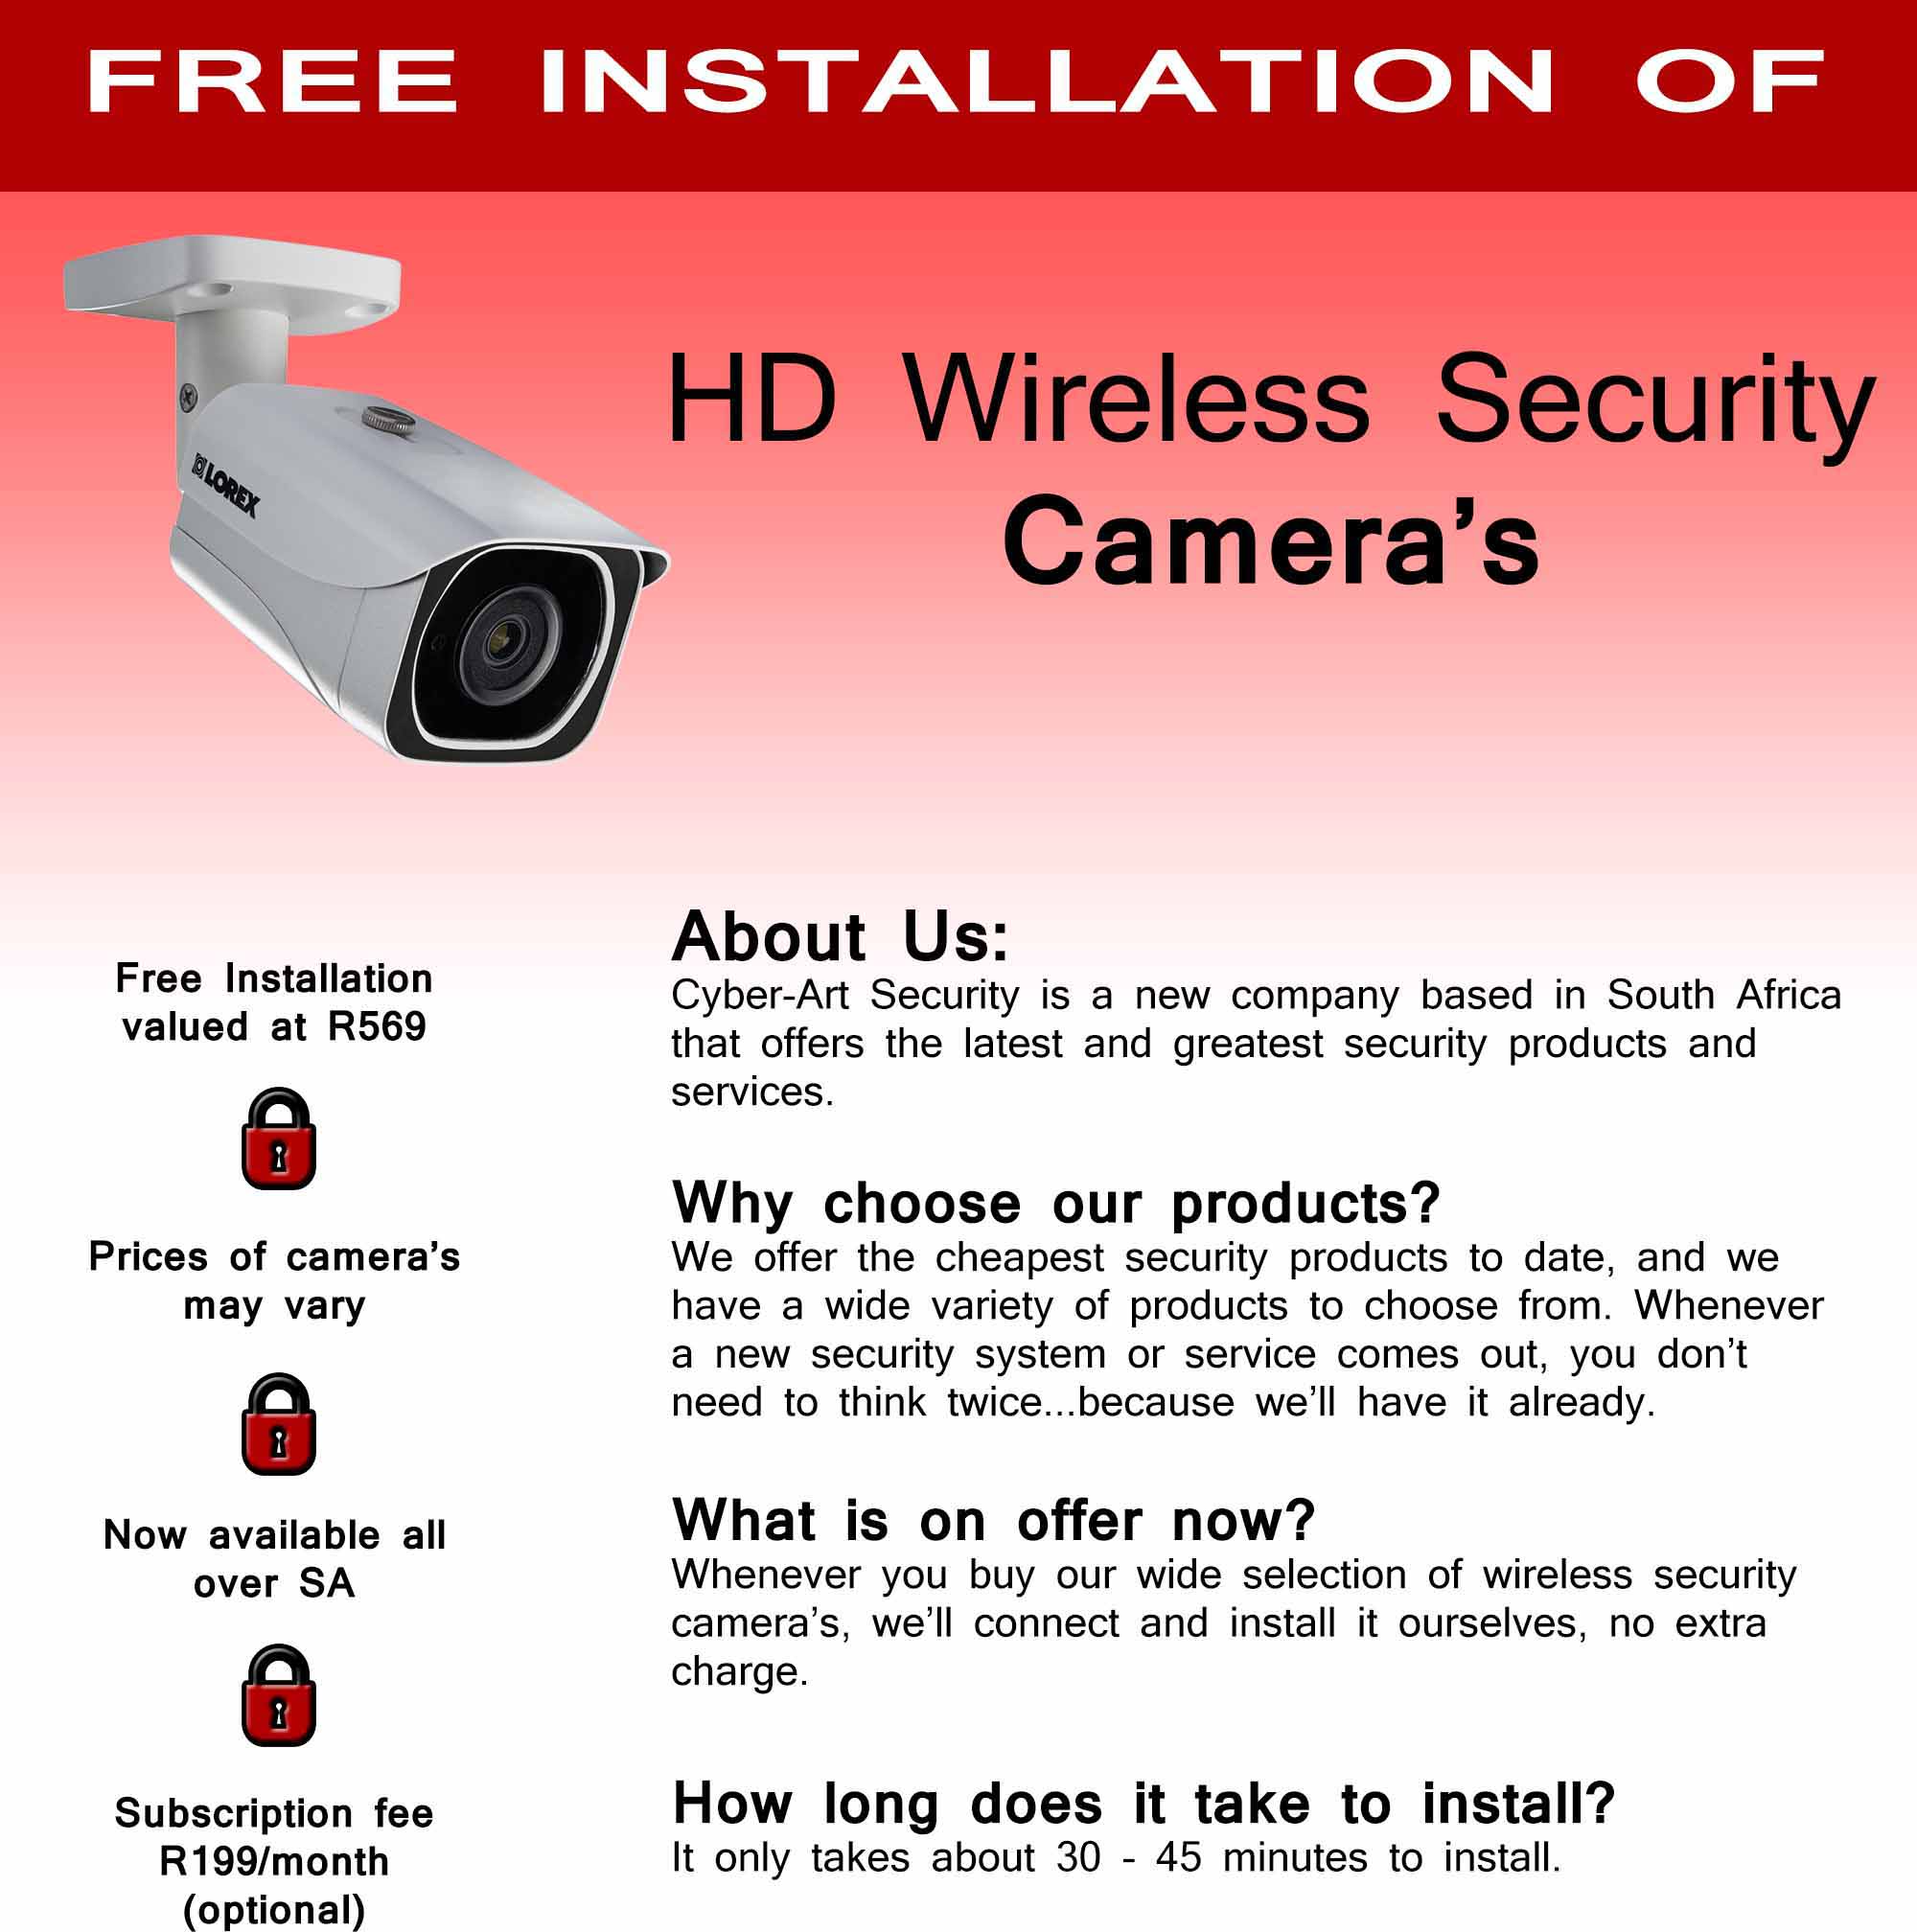 FREE INSTALLATION OF
LOREX
HD Wireless Security
Camera’s
Free Installation
valued at R569
Prices of camera’s
may vary
Now available all
over SA
Subscription fee
R199/month
(optional)
About Us:
Cyber-Art Security is a new company based in South Africa
that offers the latest and greatest security products and
services.
Why choose our products?
We offer the cheapest security products to date, and we
have a wide variety of products to choose from. Whenever
a new security system or service comes out, you don’t
need to think twice...because we’ll have it already.
What is on offer now?
Whenever you buy our wide selection of wireless security
camera’s, we’ll connect and install it ourselves, no extra
charge.
How long does it take to install?
It only takes about 30 - 45 minutes to install.